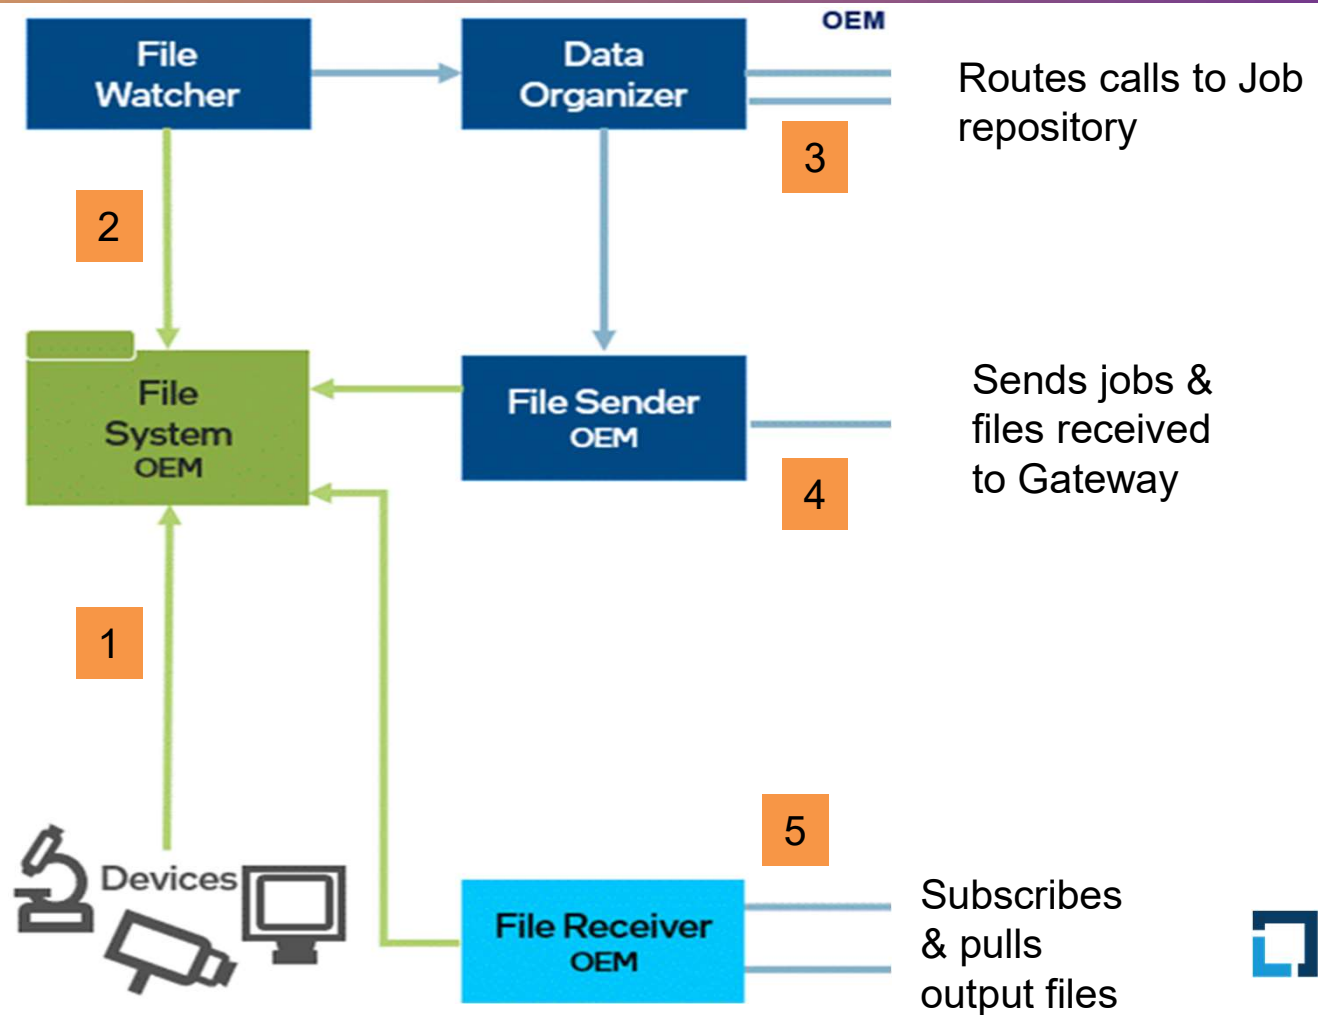 OEM
File
Watcher
Data
Organizer
Routes calls to Job
repository
3
2
File
System
OEM
File Sender
OEM
Sends jobs &
files received
to Gateway
4
1
5
Devices
File Receiver
OEM
Subscribes
& pulls
output files